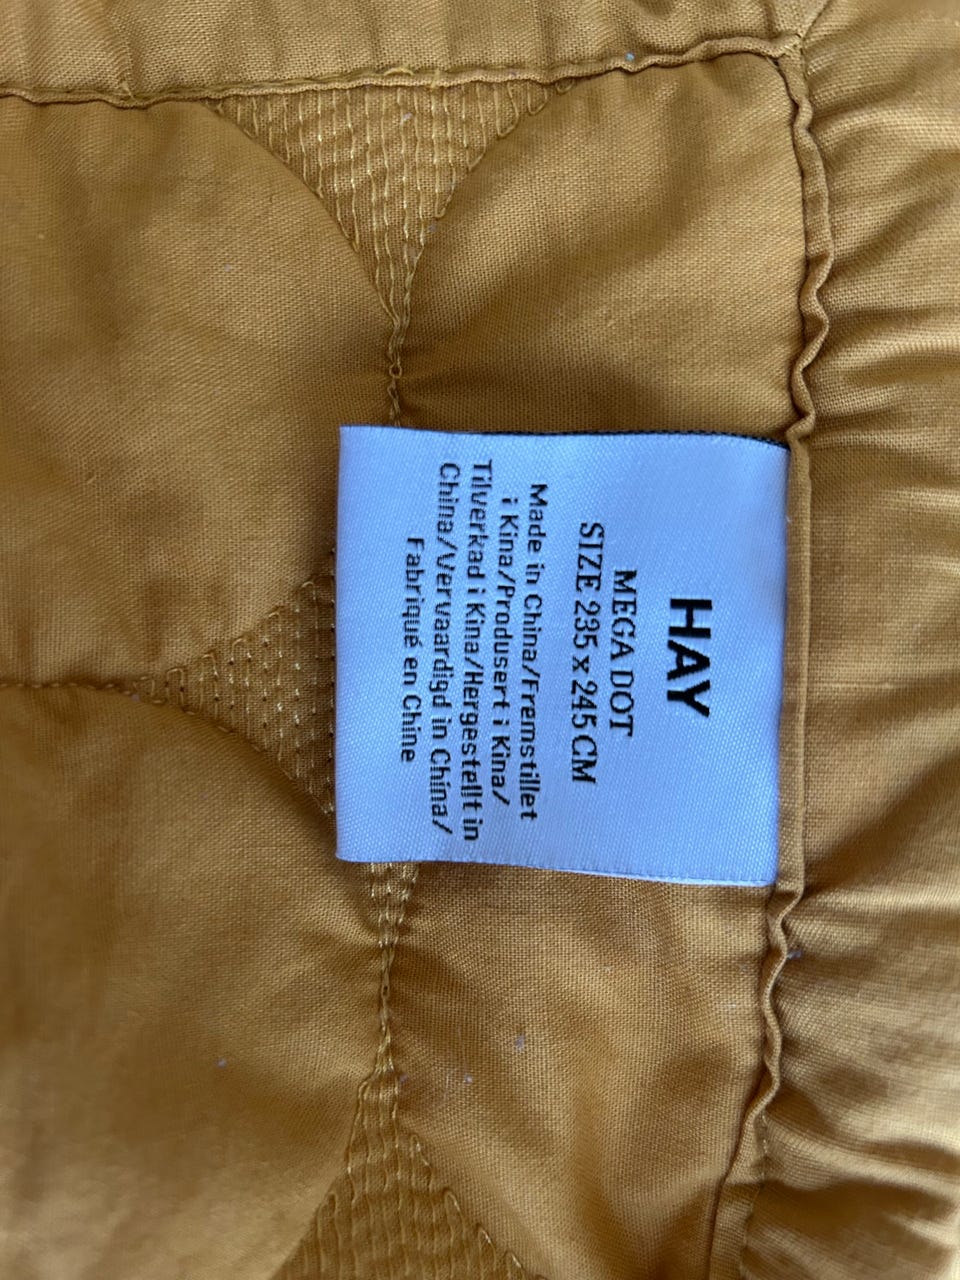 HAY
MEGA DOT
SIZE 235 x 245 CM
Made in China/Fremstillet
i Kina/Produsert i Kina/
Tilverkad i Kina/Hergestellt in
China/Vervaardigd in China/
Fabriqué en Chine